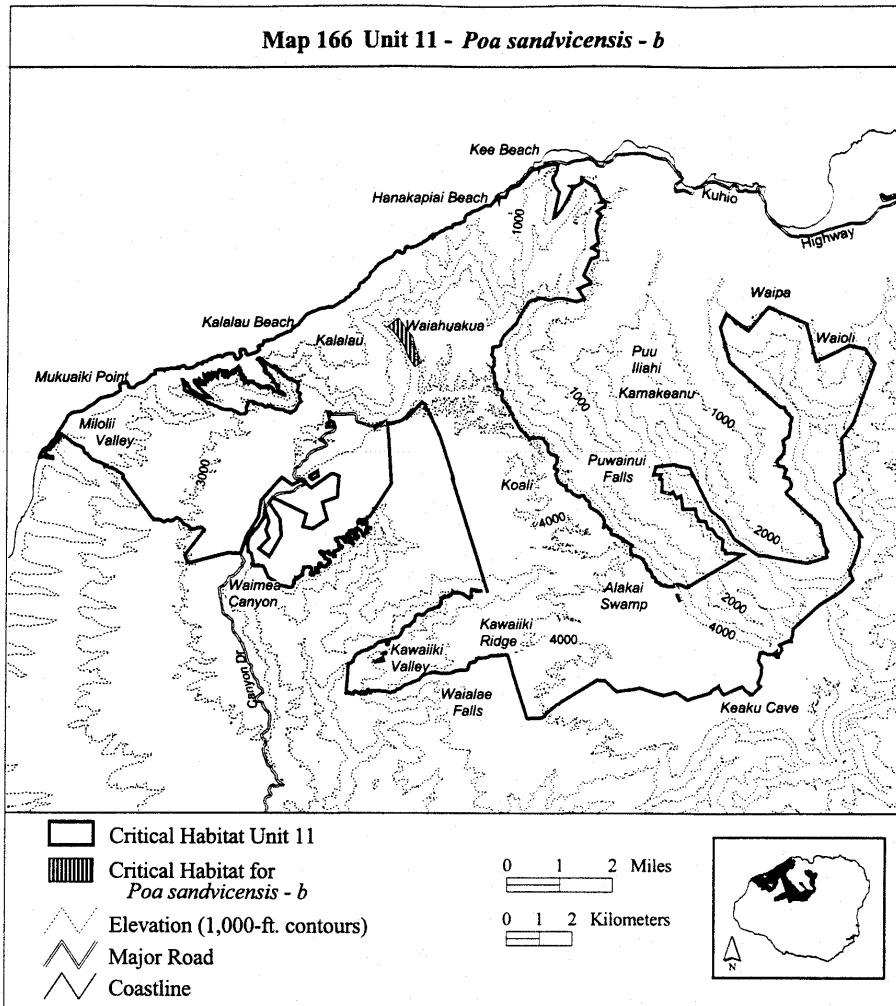 Map 166 Unit 11 - Poa sandvicensis - b
Kee Beach
Hanakapiai Beach
1000
Kuhio
Highway
Waipa
Kalalau Beach
Kalalau
Waiahuakua
Waioli
Mukuaiki Point
Puu
Iliahi
Kamakeanu
1000
1000
Milolii
Valley
3000
Puwainui
Falls
Koali
4000
2000
Waimea
Canyon
Alakai
Swamp
2000
4000
Kawaiiki
Ridge
4000
Kawaiiki
Valley
Canyon Dr
Waialae
Falls
Keaku Cave
Critical Habitat Unit 11
Critical Habitat for
Poa sandvicensis - b
Elevation (1,000-ft. contours)
Major Road
Coastline
0 1 2 Miles
0 1 2 Kilometers
N